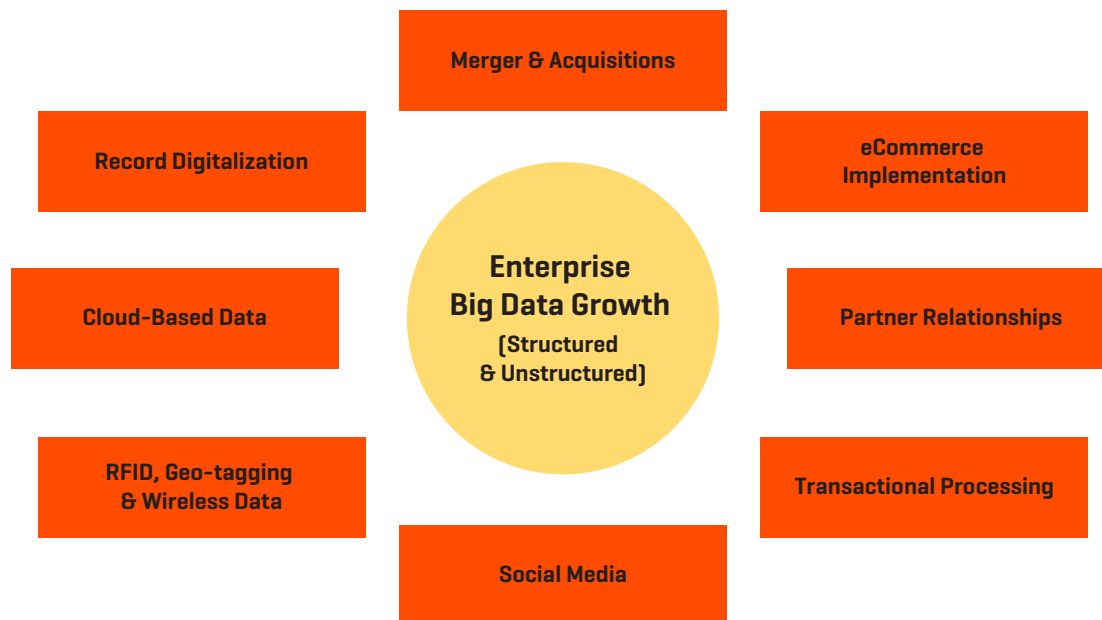 Merger & Acquisitions
Record Digitalization
eCommerce
Implementation
Enterprise
Big Data Growth
(Structured
& Unstructured)
Cloud-Based Data
Partner Relationships
RFID, Geo-tagging
& Wireless Data
Transactional Processing
Social Media